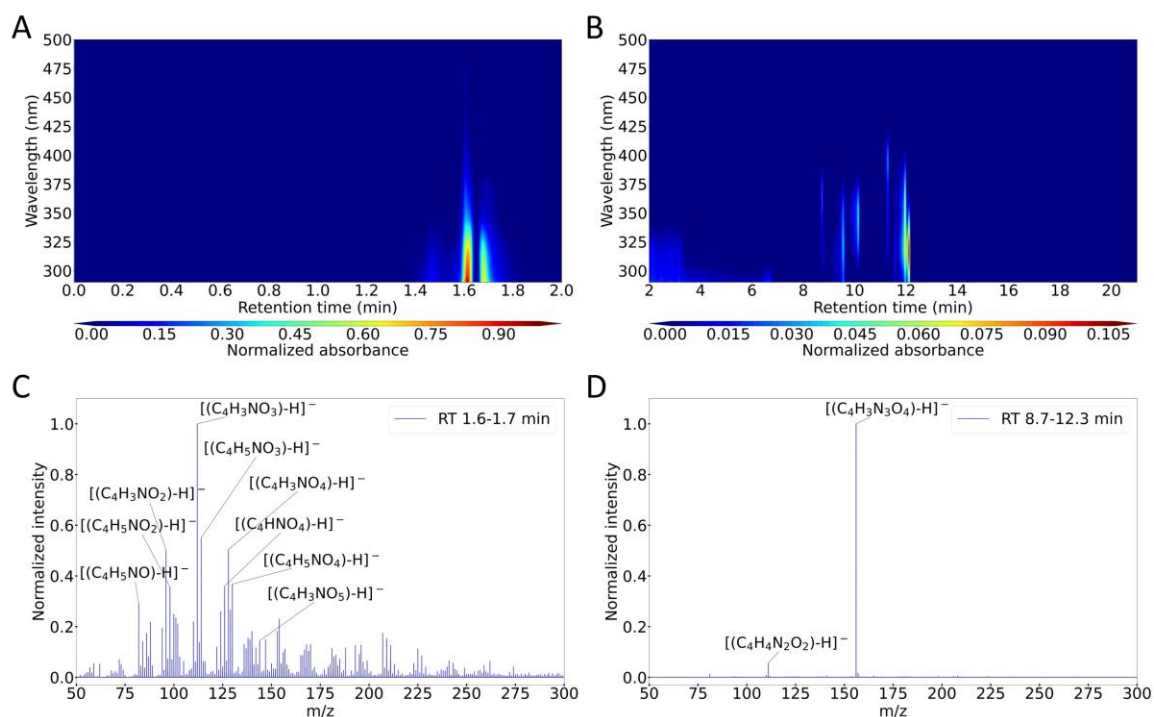 A
B
500
475
450
425
400
375
350
325
300
Wavelength (nm)
0.0 0.2 0.4 0.6 0.8 1.0 1.2 1.4 1.6 1.8 2.0
Retention time (min)
0.00 0.15 0.30 0.45 0.60 0.75 0.90
Normalized absorbance
500
475
450
425
400
375
350
325
300
Wavelength (nm)
2 4 6 8 10 12 14 16 18 20
Retention time (min)
0.000 0.015 0.030 0.045 0.060 0.075 0.090 0.105
Normalized absorbance
C
D
[(C₄H₃NO₃)-H]⁻
RT 1.6-1.7 min
[(C₄H₅NO₃)-H]⁻
[(C₄H₃NO₄)-H]⁻
[(C₄H₃NO₂)-H]⁻
[(C₄HNO₄)-H]⁻
[(C₄H₅NO₂)-H]⁻
[(C₄H₅NO₄)-H]⁻
[(C₄H₅NO)-H]⁻
[(C₄H₃NO₅)-H]⁻
1.0
0.8
0.6
0.4
0.2
0.0
Normalized intensity
50 75 100 125 150 175 200 225 250 275 300
m/z
[(C₄H₃N₃O₄)-H]⁻
RT 8.7-12.3 min
[(C₄H₄N₂O₂)-H]⁻
1.0
0.8
0.6
0.4
0.2
0.0
Normalized intensity
50 75 100 125 150 175 200 225 250 275 300
m/z